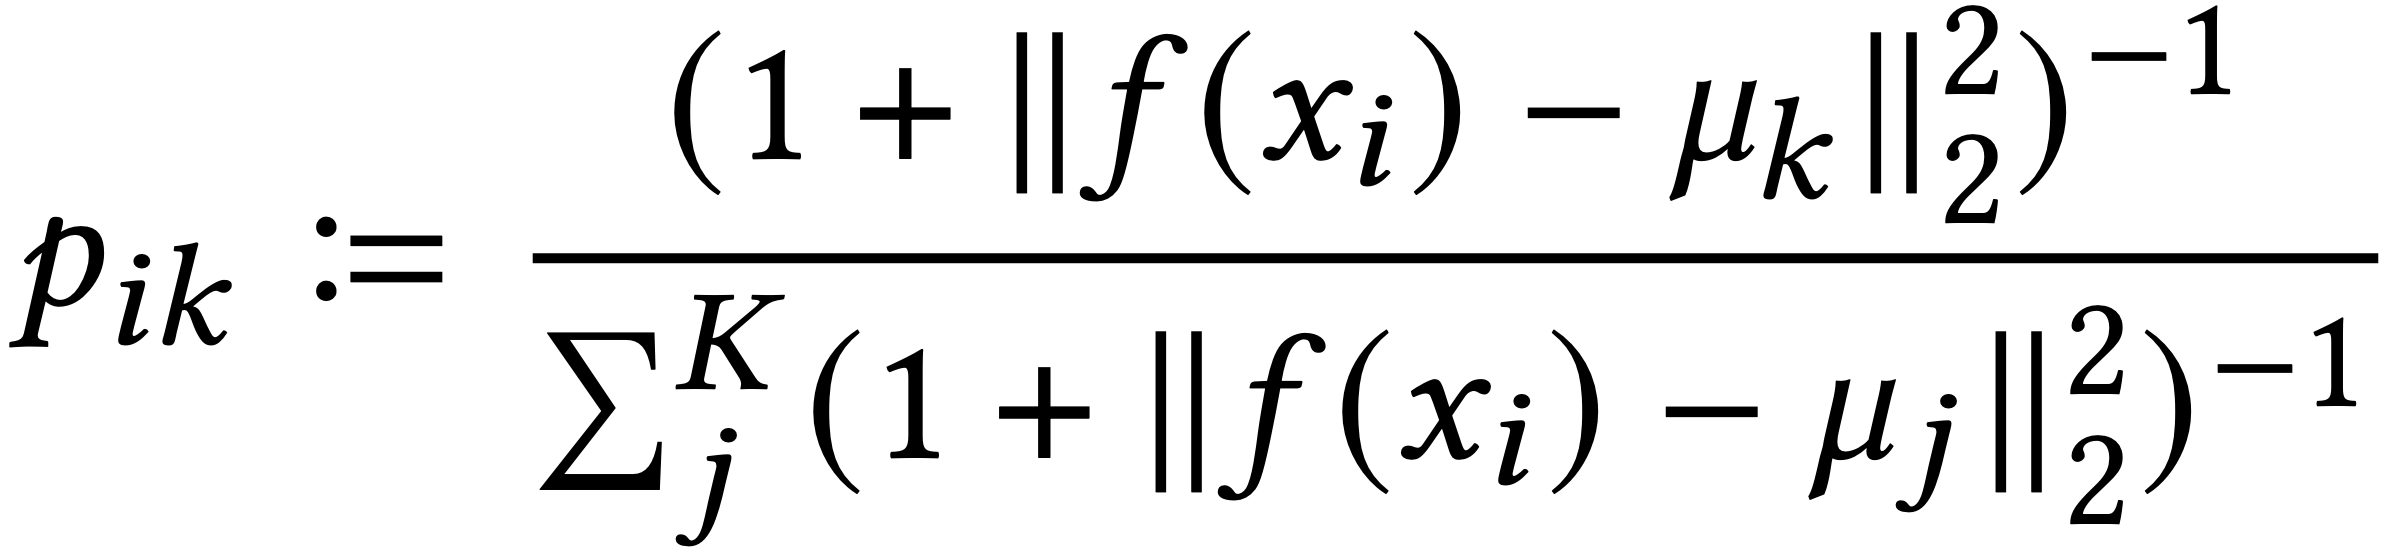 p_{ik} := \frac{(1 + \|f(x_i) - \mu_k\|_2^2)^{-1}}{\sum_j^K (1 + \|f(x_i) - \mu_j\|_2^2)^{-1}}